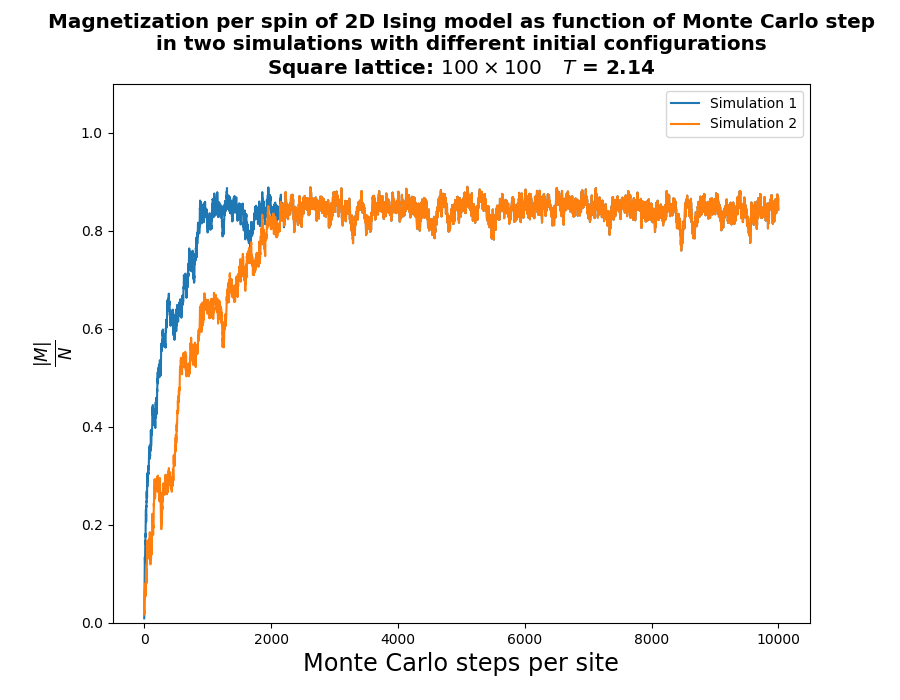 Magnetization per spin of 2D Ising model as function of Monte Carlo step
in two simulations with different initial configurations
Square lattice: 100 × 100 T = 2.14
Simulation 1
Simulation 2
1.0
0.8
0.6
0.4
0.2
0.0
|M|
N
0 2000 4000 6000 8000 10000
Monte Carlo steps per site